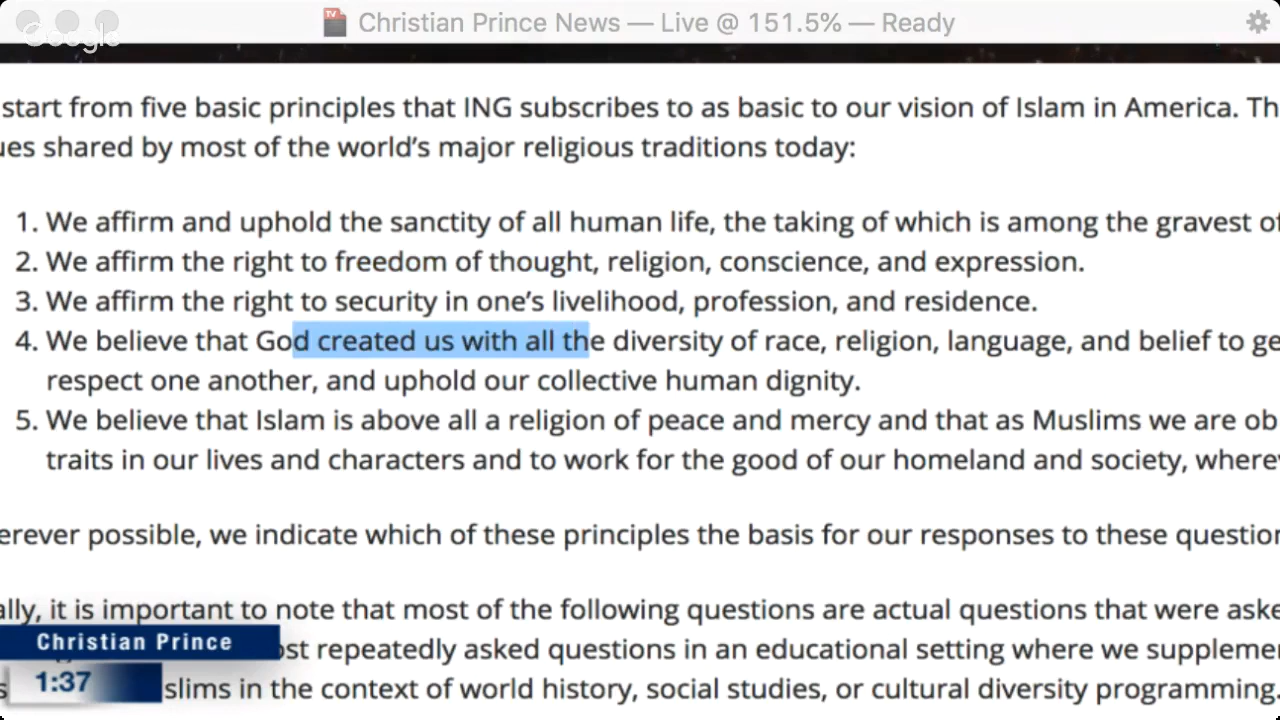 TV Christian Prince News — Live @ 151.5% — Ready
Google
start from five basic principles that ING subscribes to as basic to our vision of Islam in America. Th
ues shared by most of the world’s major religious traditions today:
1. We affirm and uphold the sanctity of all human life, the taking of which is among the gravest of
2. We affirm the right to freedom of thought, religion, conscience, and expression.
3. We affirm the right to security in one’s livelihood, profession, and residence.
4. We believe that God created us with all the diversity of race, religion, language, and belief to ge
respect one another, and uphold our collective human dignity.
5. We believe that Islam is above all a religion of peace and mercy and that as Muslims we are ob
traits in our lives and characters and to work for the good of our homeland and society, wherev
erever possible, we indicate which of these principles the basis for our responses to these question
ally, it is important to note that most of the following questions are actual questions that were aske
Christian Prince
ost repeatedly asked questions in an educational setting where we supplemen
1:37
slims in the context of world history, social studies, or cultural diversity programming.